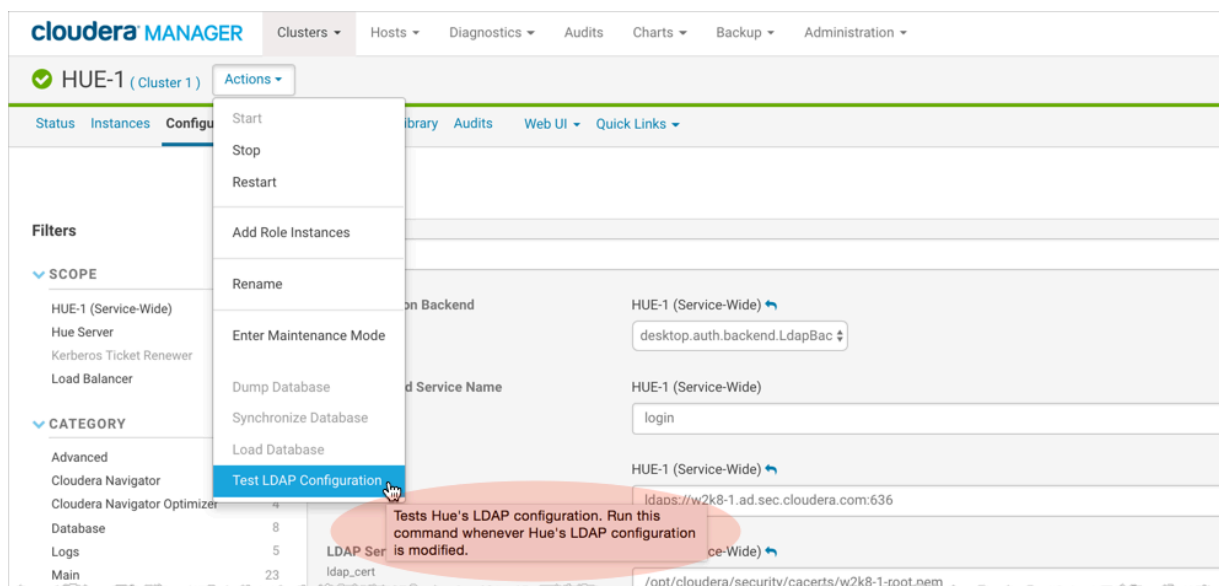 cloudera MANAGER Clusters Hosts Diagnostics Audits Charts Backup Administration
HUE-1 ( Cluster 1 ) Actions
Status Instances Configu ibrary Audits Web UI Quick Links
Start
Stop
Restart
Add Role Instances
Rename
Enter Maintenance Mode
Dump Database
Synchronize Database
Load Database
Test LDAP Configuration
Tests Hue's LDAP configuration. Run this
command whenever Hue's LDAP configuration
is modified.
Filters
SCOPE
HUE-1 (Service-Wide)
Hue Server
Kerberos Ticket Renewer
Load Balancer
CATEGORY
Advanced
Cloudera Navigator
Cloudera Navigator Optimizer 4
Database 8
Logs 5
Main 23
on Backend HUE-1 (Service-Wide)
desktop.auth.backend.LdapBac
d Service Name HUE-1 (Service-Wide)
login
HUE-1 (Service-Wide)
ldaps://w2k8-1.ad.sec.cloudera.com:636
LDAP Ser ce-Wide)
ldap_cert
/opt/cloudera/security/cacerts/w2k8-1-root.pem